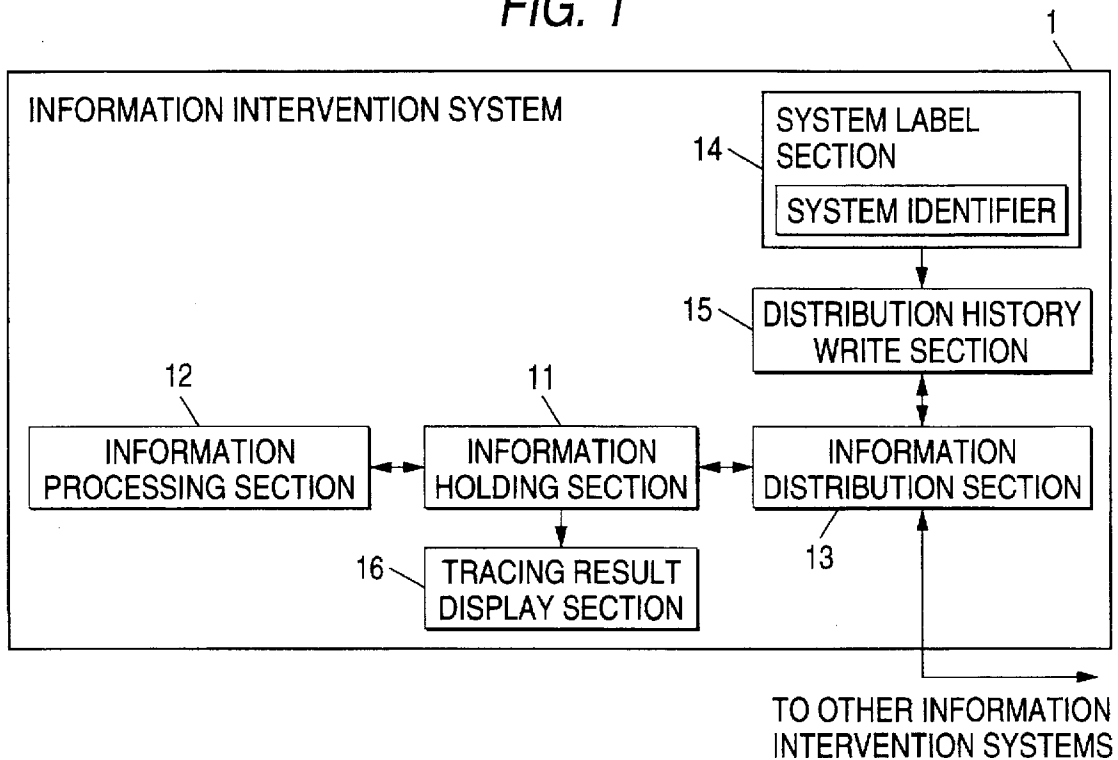 FIG. 1
1
INFORMATION INTERVENTION SYSTEM
14
SYSTEM LABEL
SECTION
SYSTEM IDENTIFIER
15
DISTRIBUTION HISTORY
WRITE SECTION
12
INFORMATION
PROCESSING SECTION
11
INFORMATION
HOLDING SECTION
INFORMATION
DISTRIBUTION SECTION
13
16
TRACING RESULT
DISPLAY SECTION
TO OTHER INFORMATION
INTERVENTION SYSTEMS